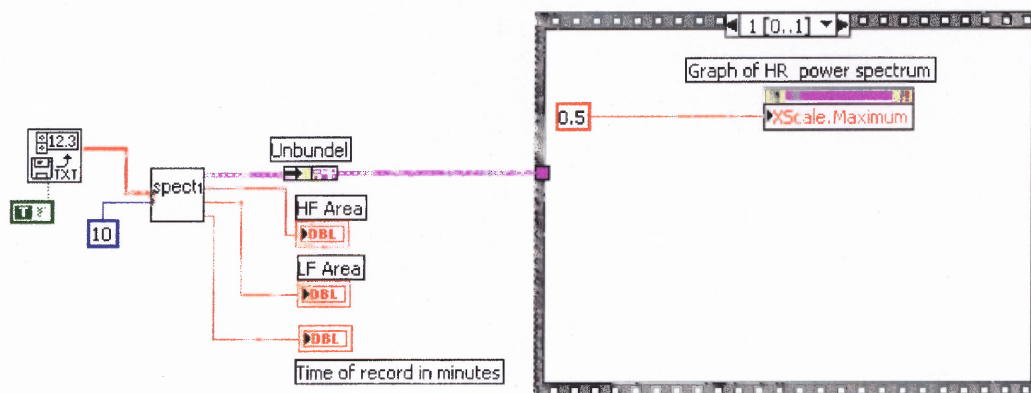 1 [0..1]
Graph of HR power spectrum
0.5
XScale.Maximum
12.3
TXT
T F
spectr
10
Unbundel
HF Area
DBL
LF Area
DBL
DBL
Time of record in minutes